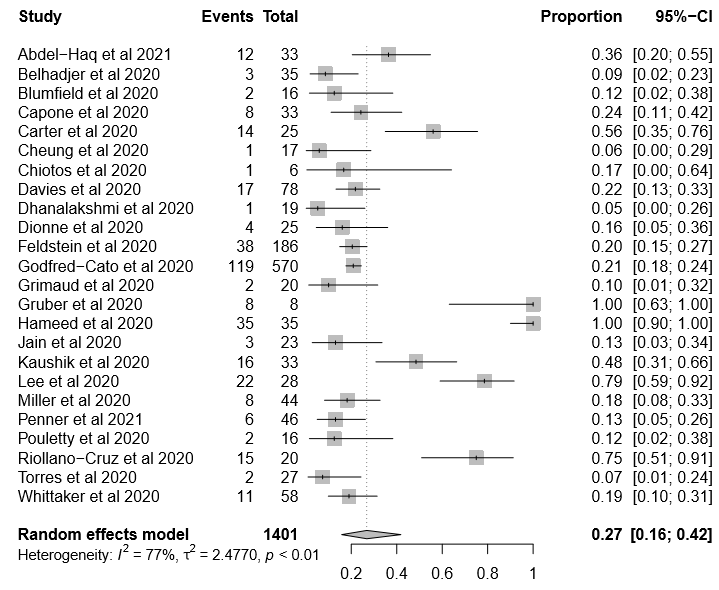 Study Events Total Proportion 95%−CI
Abdel−Haq et al 2021 12 33 0.36 [0.20; 0.55]
Belhadjer et al 2020 3 35 0.09 [0.02; 0.23]
Blumfield et al 2020 2 16 0.12 [0.02; 0.38]
Capone et al 2020 8 33 0.24 [0.11; 0.42]
Carter et al 2020 14 25 0.56 [0.35; 0.76]
Cheung et al 2020 1 17 0.06 [0.00; 0.29]
Chiotos et al 2020 1 6 0.17 [0.00; 0.64]
Davies et al 2020 17 78 0.22 [0.13; 0.33]
Dhanalakshmi et al 2020 1 19 0.05 [0.00; 0.26]
Dionne et al 2020 4 25 0.16 [0.05; 0.36]
Feldstein et al 2020 38 186 0.20 [0.15; 0.27]
Godfred−Cato et al 2020 119 570 0.21 [0.18; 0.24]
Grimaud et al 2020 2 20 0.10 [0.01; 0.32]
Gruber et al 2020 8 8 1.00 [0.63; 1.00]
Hameed et al 2020 35 35 1.00 [0.90; 1.00]
Jain et al 2020 3 23 0.13 [0.03; 0.34]
Kaushik et al 2020 16 33 0.48 [0.31; 0.66]
Lee et al 2020 22 28 0.79 [0.59; 0.92]
Miller et al 2020 8 44 0.18 [0.08; 0.33]
Penner et al 2021 6 46 0.13 [0.05; 0.26]
Pouletty et al 2020 2 16 0.12 [0.02; 0.38]
Riollano−Cruz et al 2020 15 20 0.75 [0.51; 0.91]
Torres et al 2020 2 27 0.07 [0.01; 0.24]
Whittaker et al 2020 11 58 0.19 [0.10; 0.31]
Random effects model 1401 0.27 [0.16; 0.42]
Heterogeneity: I² = 77%, τ² = 2.4770, p < 0.01
0.2 0.4 0.6 0.8 1